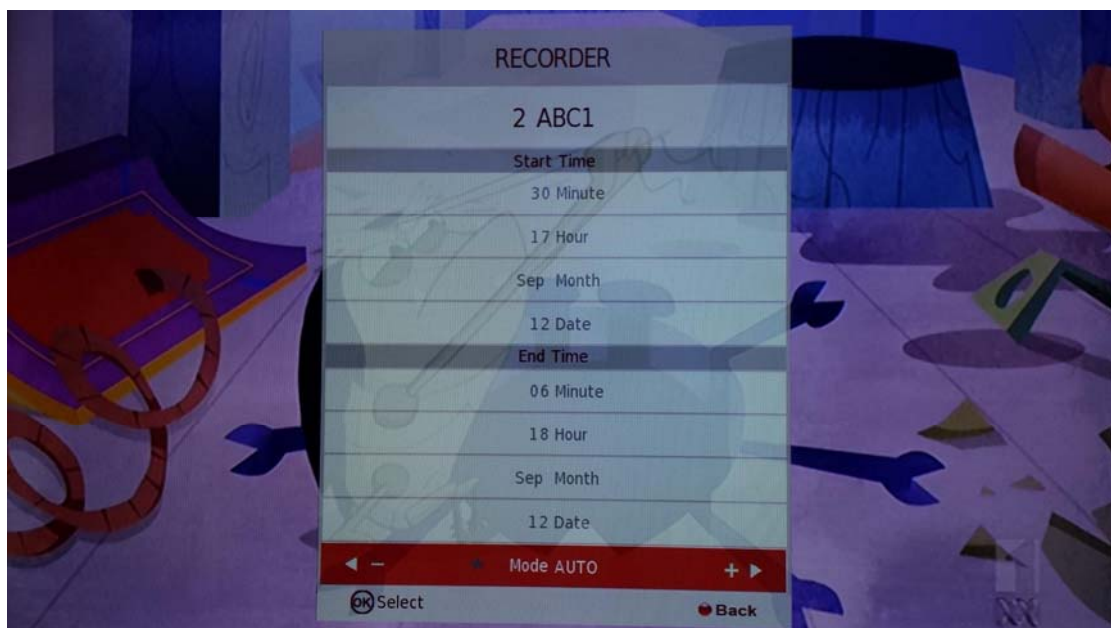 RECORDER
2 ABC1
Start Time
30 Minute
17 Hour
Sep Month
12 Date
End Time
06 Minute
18 Hour
Sep Month
12 Date
◀ − Mode AUTO + ▶
OK Select Back